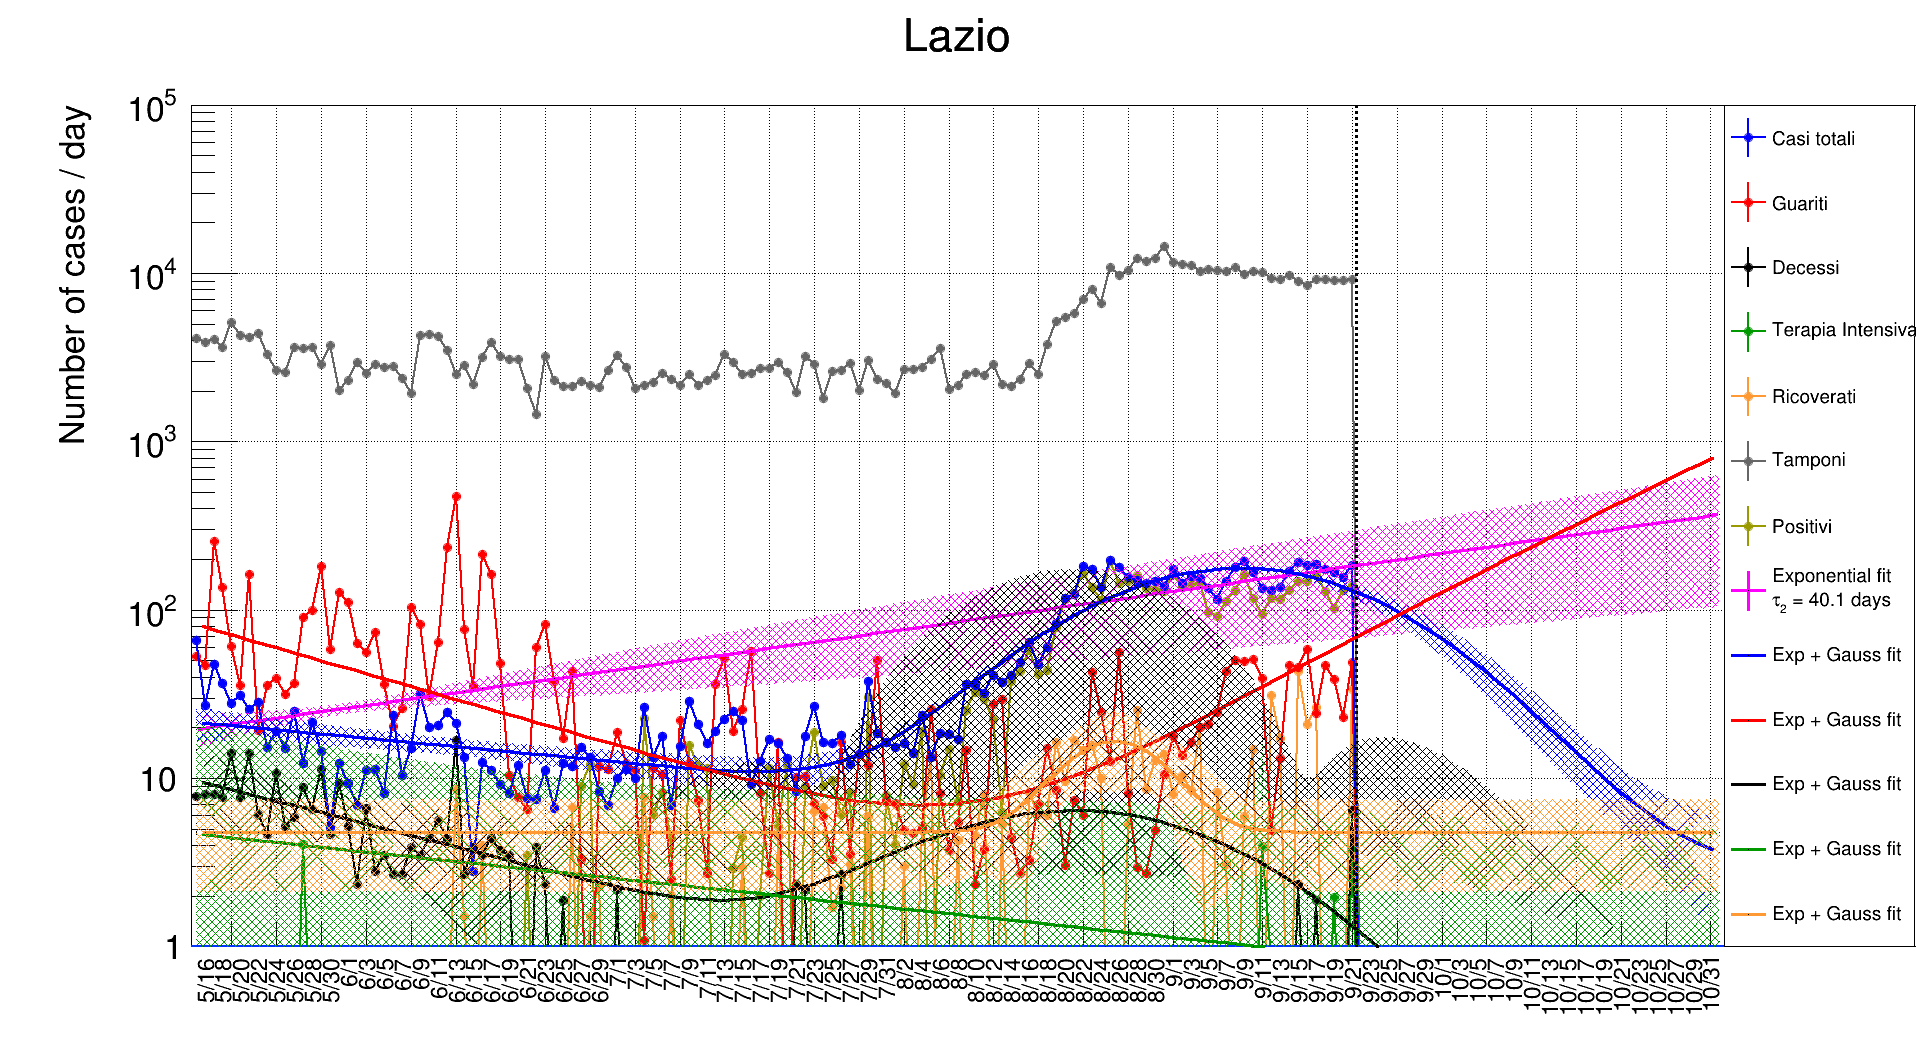 Lazio
Number of cases / day
10^5
10^4
10^3
10^2
10
1
5/16 5/18 5/20 5/22 5/24 5/26 5/28 5/30 6/1 6/3 6/5 6/7 6/9 6/11 6/13 6/15 6/17 6/19 6/21 6/23 6/25 6/27 6/29 7/1 7/3 7/5 7/7 7/9 7/11 7/13 7/15 7/17 7/19 7/21 7/23 7/25 7/27 7/29 7/31 8/2 8/4 8/6 8/8 8/10 8/12 8/14 8/16 8/18 8/20 8/22 8/24 8/26 8/28 8/30 9/1 9/3 9/5 9/7 9/9 9/11 9/13 9/15 9/17 9/19 9/21 9/23 9/25 9/27 9/29 10/1 10/3 10/5 10/7 10/9 10/11 10/13 10/15 10/17 10/19 10/21 10/23 10/25 10/27 10/29 10/31
Casi totali
Guariti
Decessi
Terapia Intensiva
Ricoverati
Tamponi
Positivi
Exponential fit
τ₂ = 40.1 days
Exp + Gauss fit
Exp + Gauss fit
Exp + Gauss fit
Exp + Gauss fit
Exp + Gauss fit